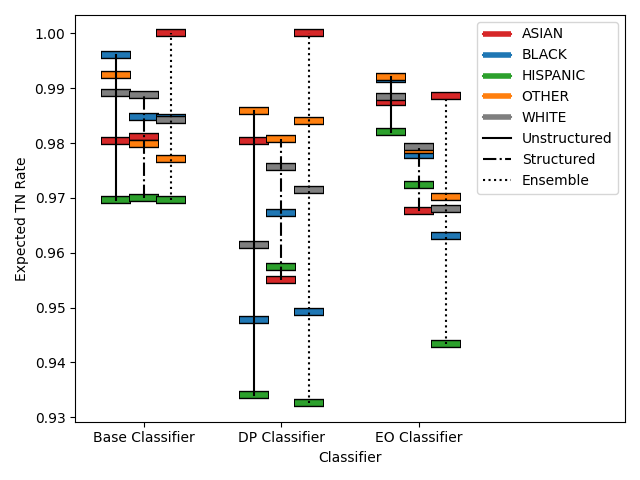 Expected TN Rate
1.00
0.99
0.98
0.97
0.96
0.95
0.94
0.93
Base Classifier
DP Classifier
EO Classifier
Classifier
ASIAN
BLACK
HISPANIC
OTHER
WHITE
Unstructured
Structured
Ensemble